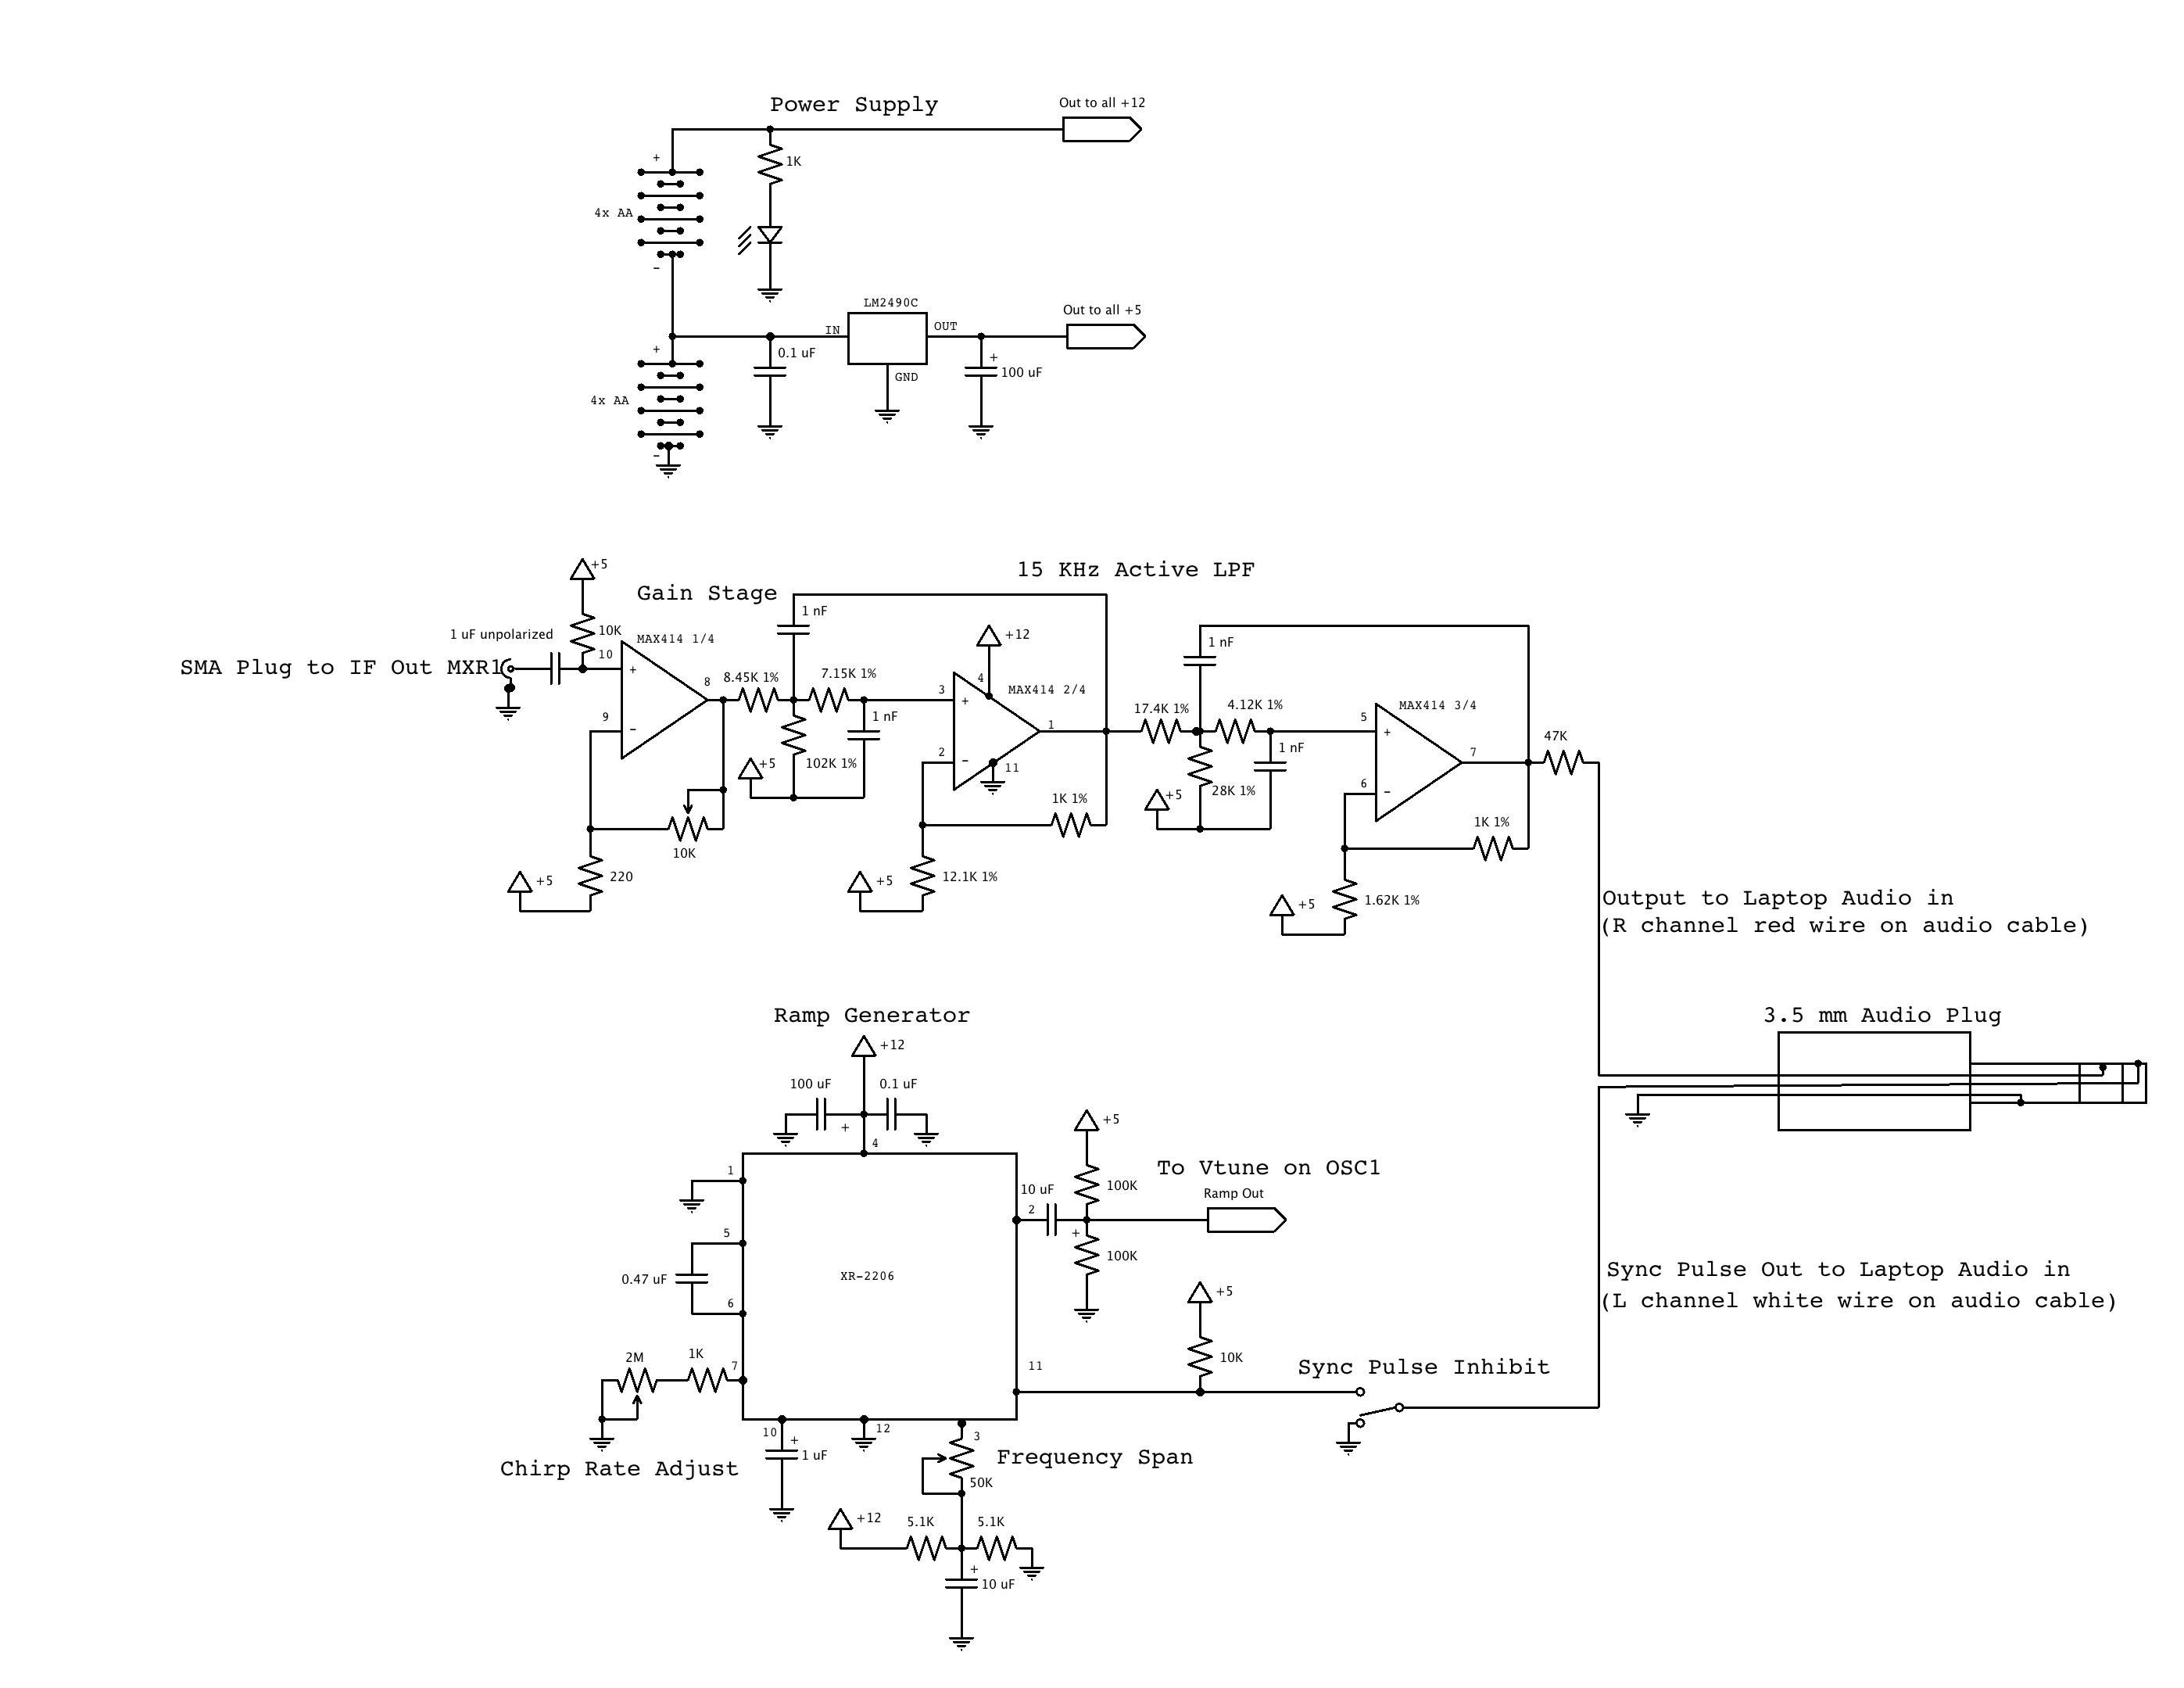 Power Supply
Out to all +12
+
1K
4x AA
-
LM2490C
Out to all +5
IN
OUT
+
0.1 uF
+
100 uF
GND
4x AA
-
15 KHz Active LPF
+5
Gain Stage
1 nF
1 uF unpolarized
10K
MAX414 1/4
+12
1 nF
10
SMA Plug to IF Out MXR1
+
8
8.45K 1%
7.15K 1%
3
4
MAX414 2/4
+
17.4K 1%
4.12K 1%
5
MAX414 3/4
9
-
1 nF
1
+
2
-
11
1 nF
7
47K
+5
102K 1%
+5
28K 1%
6
-
10K
1K 1%
1K 1%
+5
220
+5
12.1K 1%
+5
1.62K 1%
Output to Laptop Audio in
(R channel red wire on audio cable)
Ramp Generator
3.5 mm Audio Plug
+12
100 uF
0.1 uF
+
4
+5
1
To Vtune on OSC1
10 uF
100K
Ramp Out
2
5
+
100K
0.47 uF
XR-2206
6
+5
Sync Pulse Out to Laptop Audio in
(L channel white wire on audio cable)
2M
1K
7
11
10K
Sync Pulse Inhibit
10
12
3
+
1 uF
Frequency Span
Chirp Rate Adjust
50K
+12
5.1K
5.1K
+
10 uF